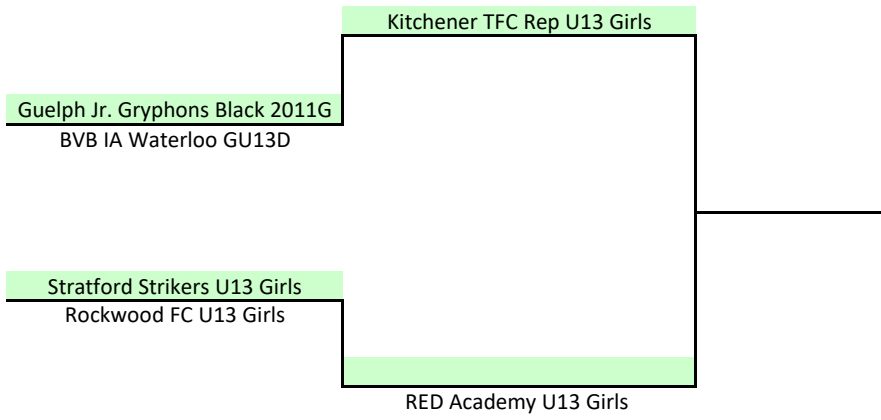 Kitchener TFC Rep U13 Girls
Guelph Jr. Gryphons Black 2011G
BVB IA Waterloo GU13D
Stratford Strikers U13 Girls
Rockwood FC U13 Girls
RED Academy U13 Girls